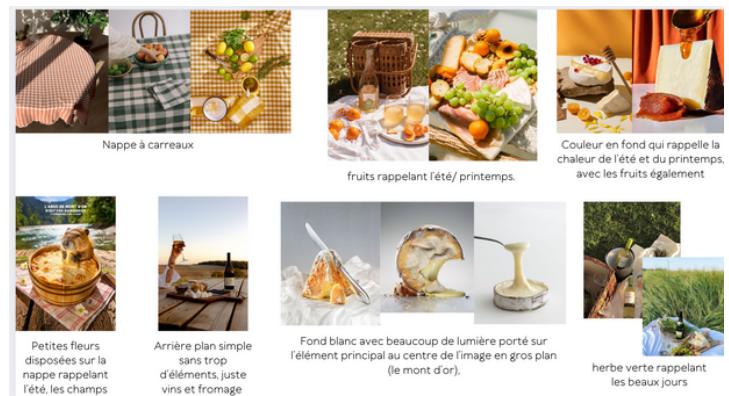 Nappe à carreaux
fruits rappelant l'été/ printemps.
Couleur en fond qui rappelle la
chaleur de l'été et du printemps,
avec les fruits également
Petites fleurs
disposées sur la
nappe rappelant
l'été, les champs
Arrière plan simple
sans trop
d'éléments, juste
vins et fromage
Fond blanc avec beaucoup de lumière porté sur
l'élément principal au centre de l'image en gros plan
(le mont d'or),
herbe verte rappelant
les beaux jours